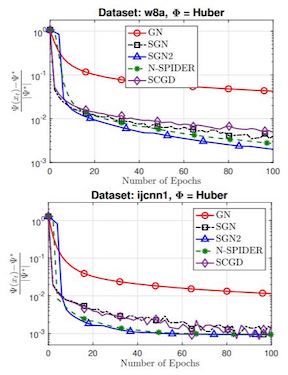 Dataset: w8a, Φ = Huber
10⁰
10⁻¹
10⁻²
10⁻³
Ψ(xₜ) − Ψ*
|Ψ*|
GN
SGN
SGN2
N-SPIDER
SCGD
0 20 40 60 80 100
Number of Epochs
Dataset: ijcnn1, Φ = Huber
10⁰
10⁻¹
10⁻²
10⁻³
Ψ(xₜ) − Ψ*
|Ψ*|
GN
SGN
SGN2
N-SPIDER
SCGD
0 20 40 60 80 100
Number of Epochs